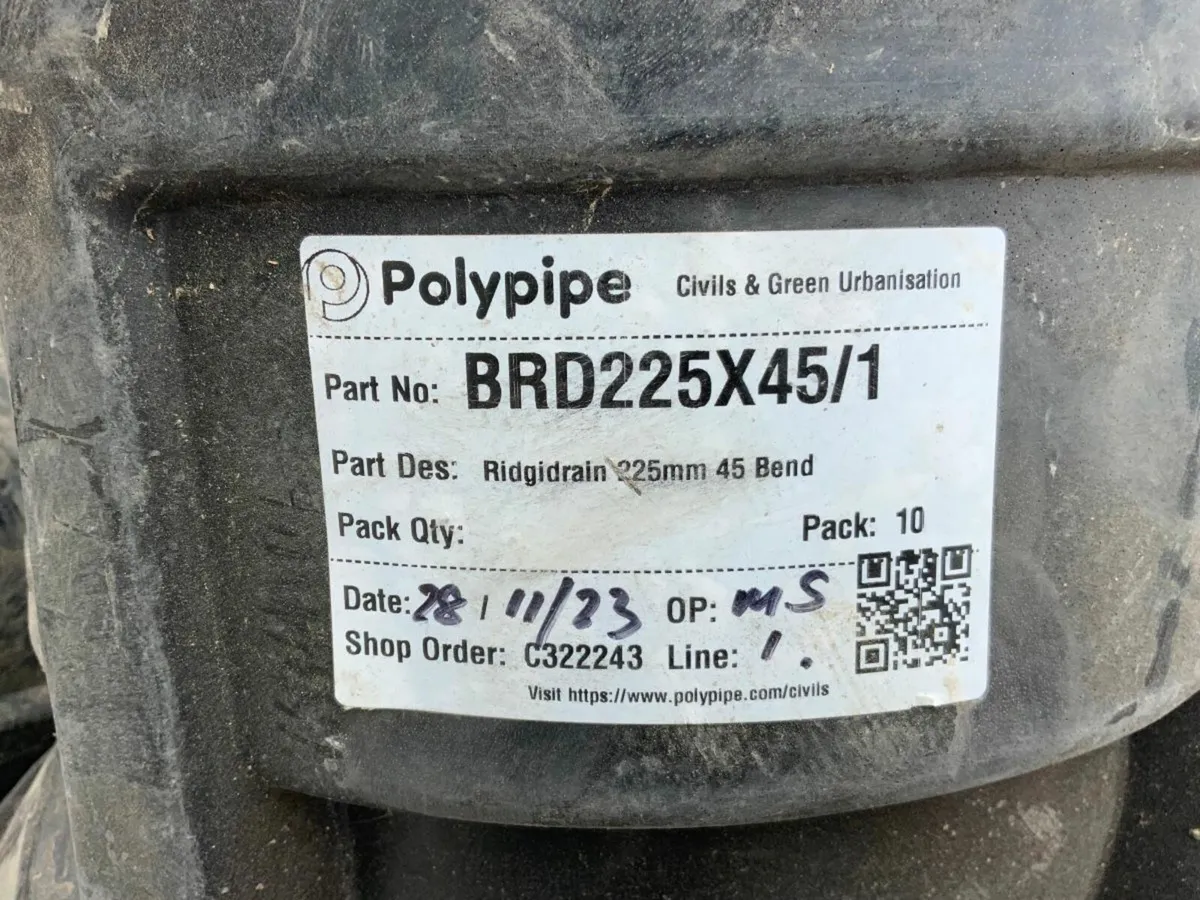 Polypipe Civils & Green Urbanisation
Part No: BRD225X45/1
Part Des: Ridgidrain 225mm 45 Bend
Pack Qty: Pack: 10
Date: 28 / 11/23 OP: MS
Shop Order: C322243 Line: 1.
Visit https://www.polypipe.com/civils